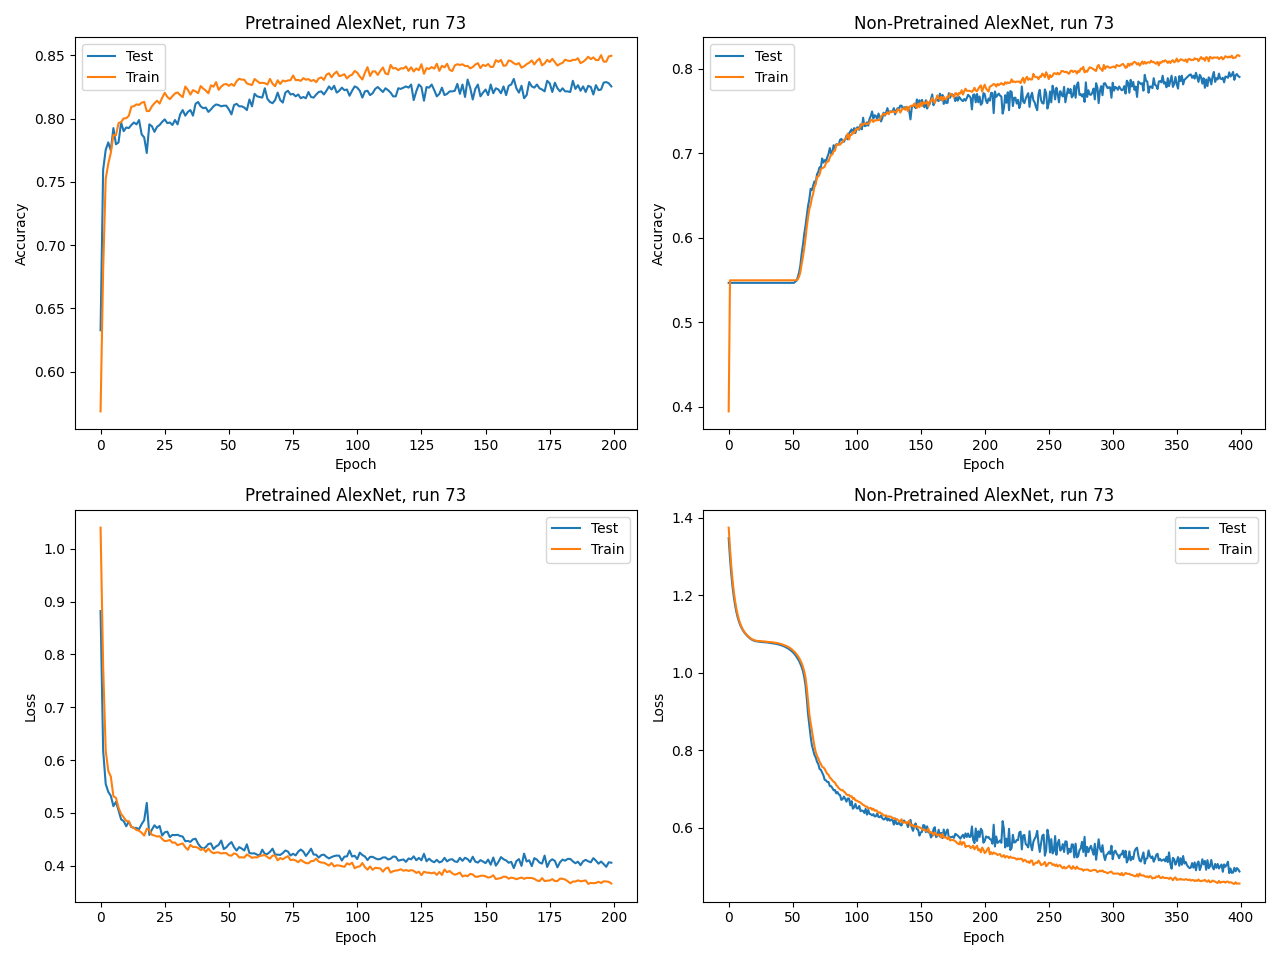 Pretrained AlexNet, run 73
Test
Train
0.85
0.80
0.75
0.70
0.65
0.60
Accuracy
0 25 50 75 100 125 150 175 200
Epoch
Non-Pretrained AlexNet, run 73
Test
Train
0.8
0.7
0.6
0.5
0.4
Accuracy
0 50 100 150 200 250 300 350 400
Epoch
Pretrained AlexNet, run 73
Test
Train
1.0
0.9
0.8
0.7
0.6
0.5
0.4
Loss
0 25 50 75 100 125 150 175 200
Epoch
Non-Pretrained AlexNet, run 73
Test
Train
1.4
1.2
1.0
0.8
0.6
Loss
0 50 100 150 200 250 300 350 400
Epoch